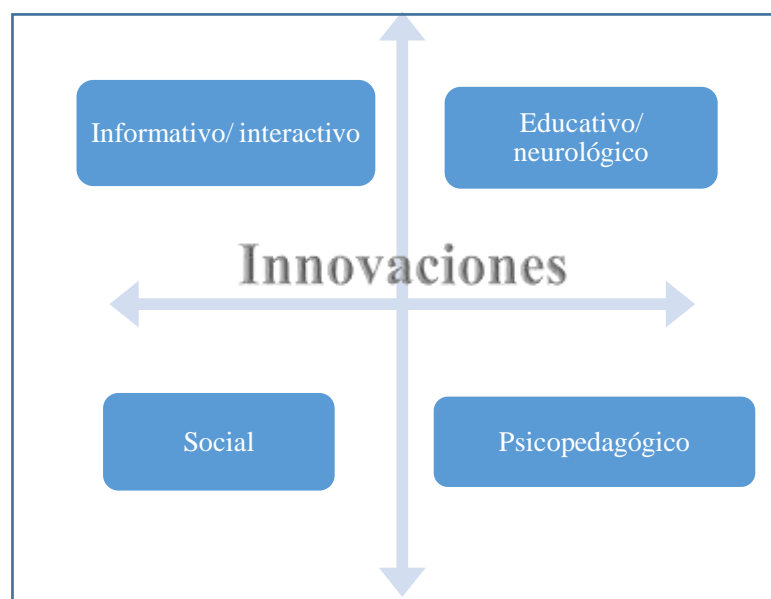 Informativo/ interactivo
Educativo/
neurológico
Innovaciones
Social
Psicopedagógico